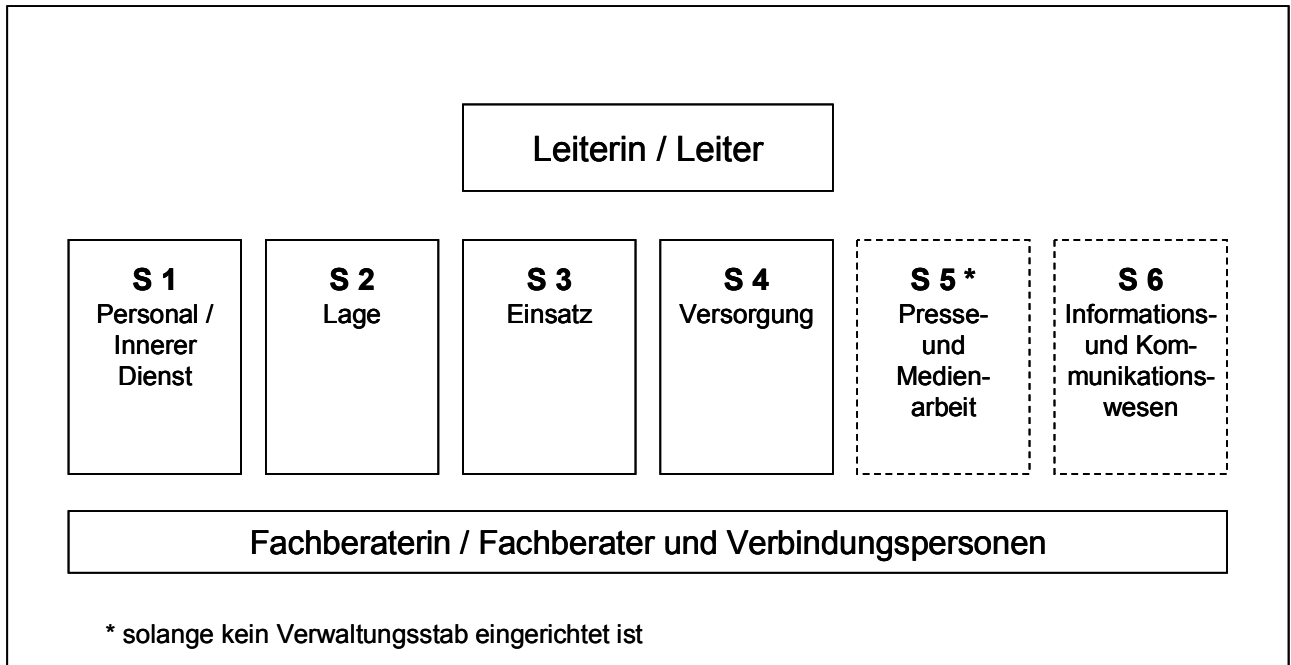 Leiterin / Leiter
S 1
Personal /
Innerer
Dienst
S 2
Lage
S 3
Einsatz
S 4
Versorgung
S 5 *
Presse-
und
Medien-
arbeit
S 6
Informations-
und Kom-
munikations-
wesen
Fachberaterin / Fachberater und Verbindungspersonen
* solange kein Verwaltungsstab eingerichtet ist